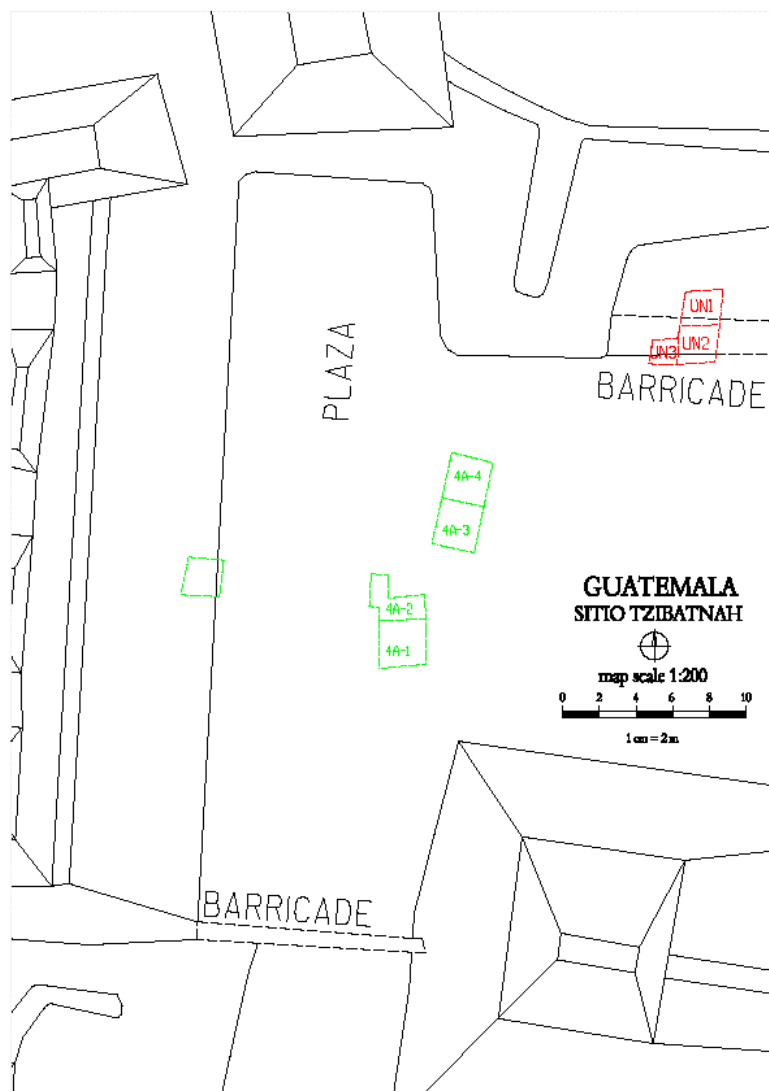 UN1
UN2
UN3
BARRICADE
PLAZA
4A-4
4A-3
4A-2
4A-1
GUATEMALA
SITIO TZIBATNAH
N
map scale 1:200
0 2 4 6 8 10
1 cm = 2 m
BARRICADE